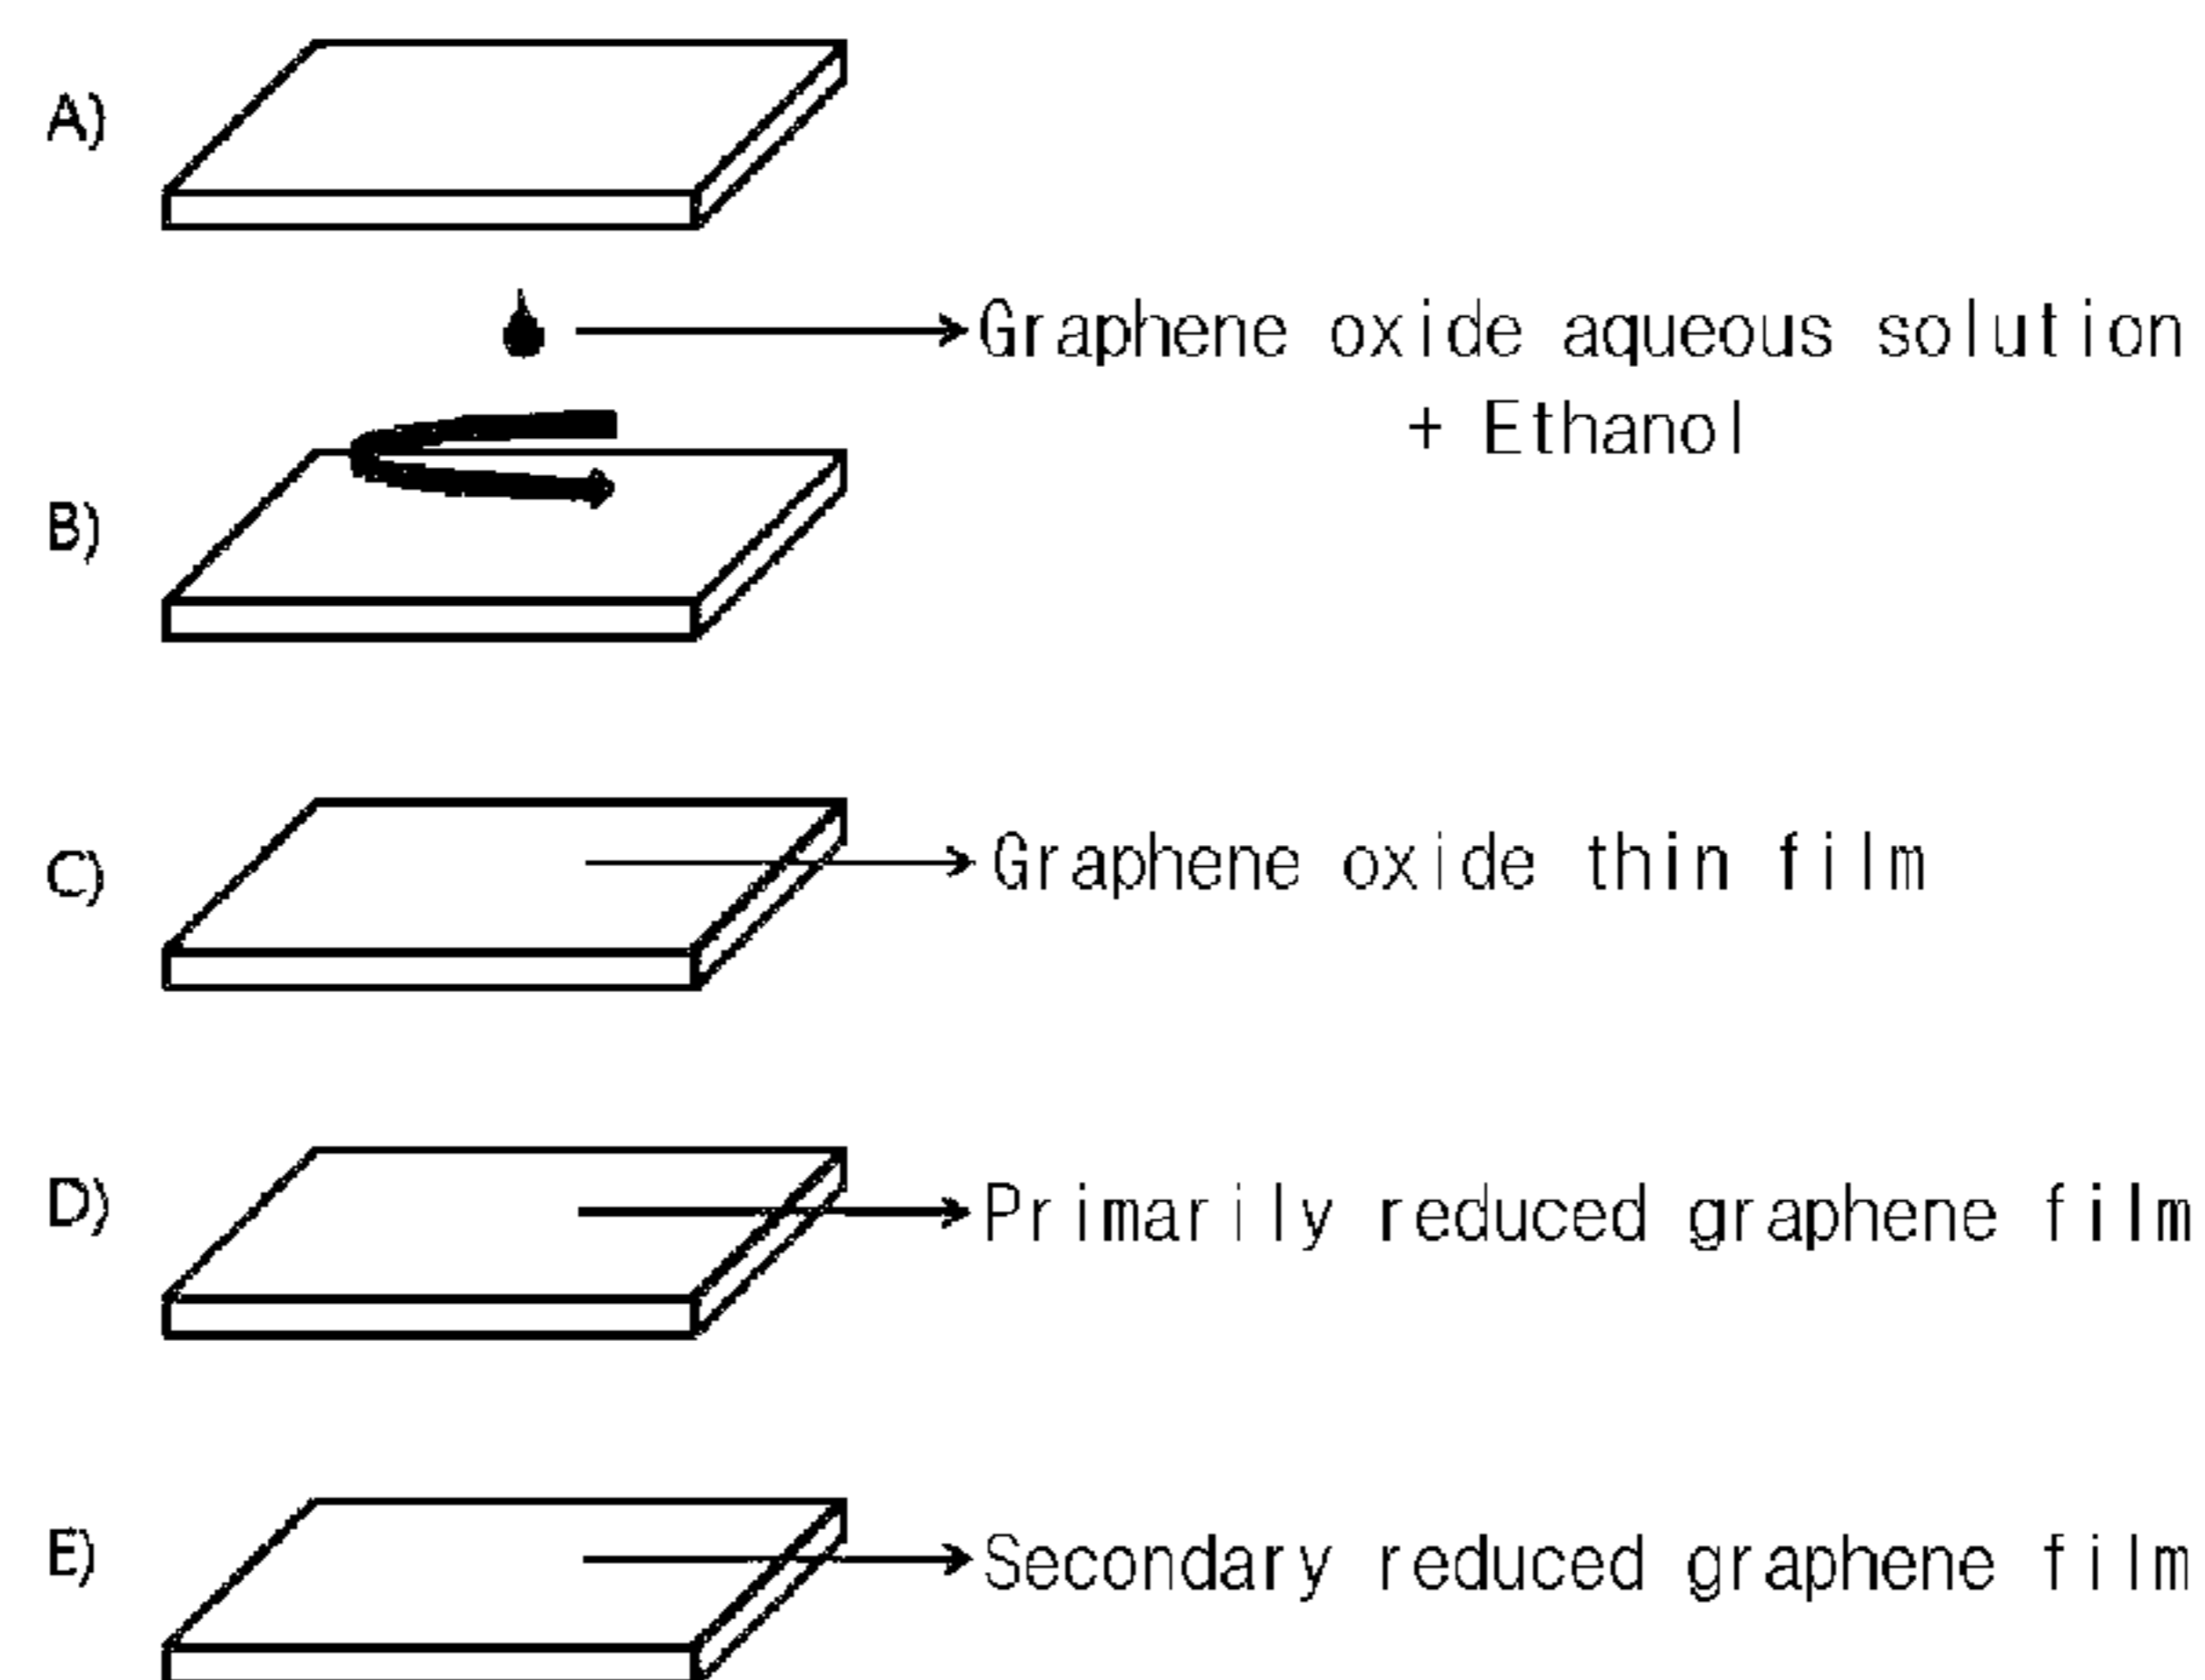 A)
Graphene oxide aqueous solution
+ Ethanol
B)
C)
Graphene oxide thin film
D)
Primarily reduced graphene film
E)
Secondary reduced graphene film